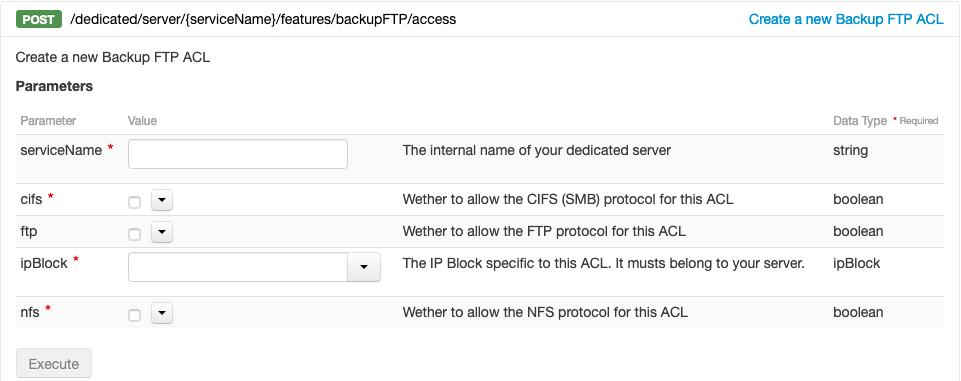 POST /dedicated/server/{serviceName}/features/backupFTP/access Create a new Backup FTP ACL
Create a new Backup FTP ACL
Parameters
Parameter Value Data Type * Required
serviceName * The internal name of your dedicated server string
cifs * Wether to allow the CIFS (SMB) protocol for this ACL boolean
ftp Wether to allow the FTP protocol for this ACL boolean
ipBlock * The IP Block specific to this ACL. It musts belong to your server. ipBlock
nfs * Wether to allow the NFS protocol for this ACL boolean
Execute